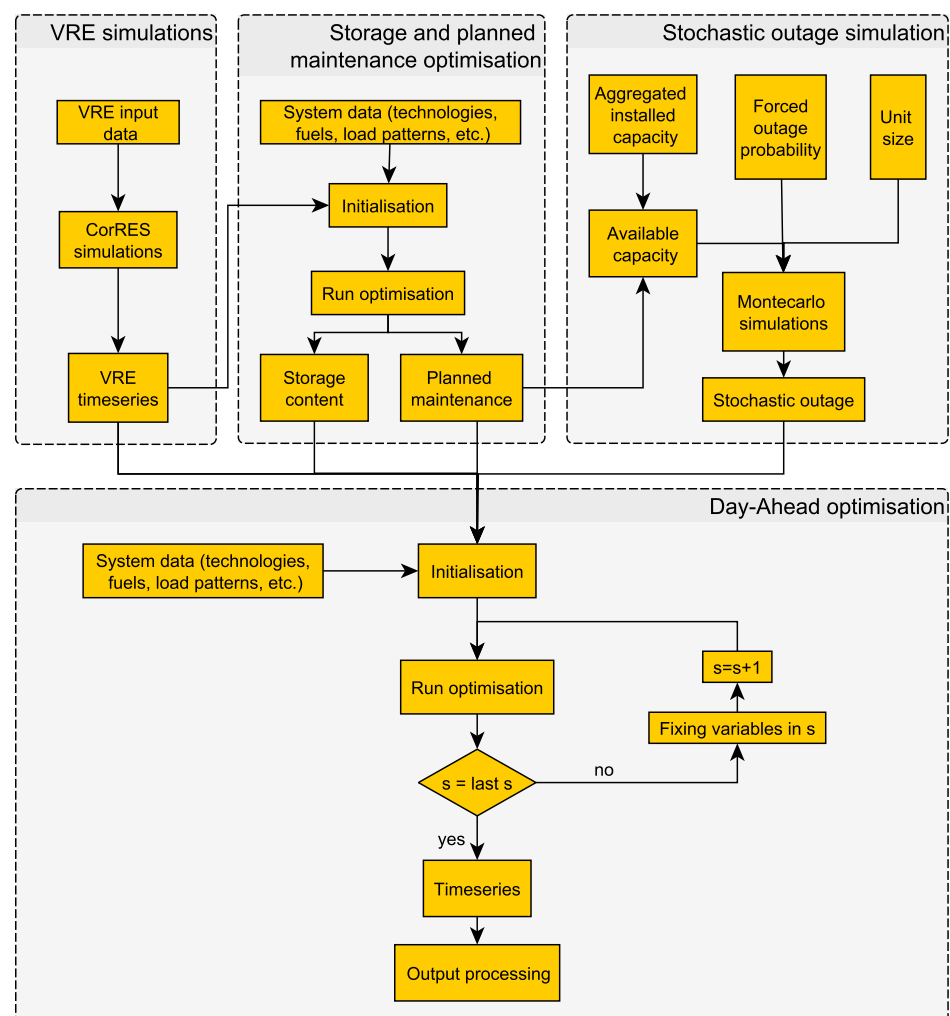 VRE simulations
VRE input
data
CorRES
simulations
VRE
timeseries
Storage and planned
maintenance optimisation
System data (technologies,
fuels, load patterns, etc.)
Initialisation
Run optimisation
Storage
content
Planned
maintenance
Stochastic outage simulation
Aggregated
installed
capacity
Forced
outage
probability
Unit
size
Available
capacity
Montecarlo
simulations
Stochastic outage
Day-Ahead optimisation
System data (technologies,
fuels, load patterns, etc.)
Initialisation
Run optimisation
s=s+1
Fixing variables in s
s = last s
no
yes
Timeseries
Output processing